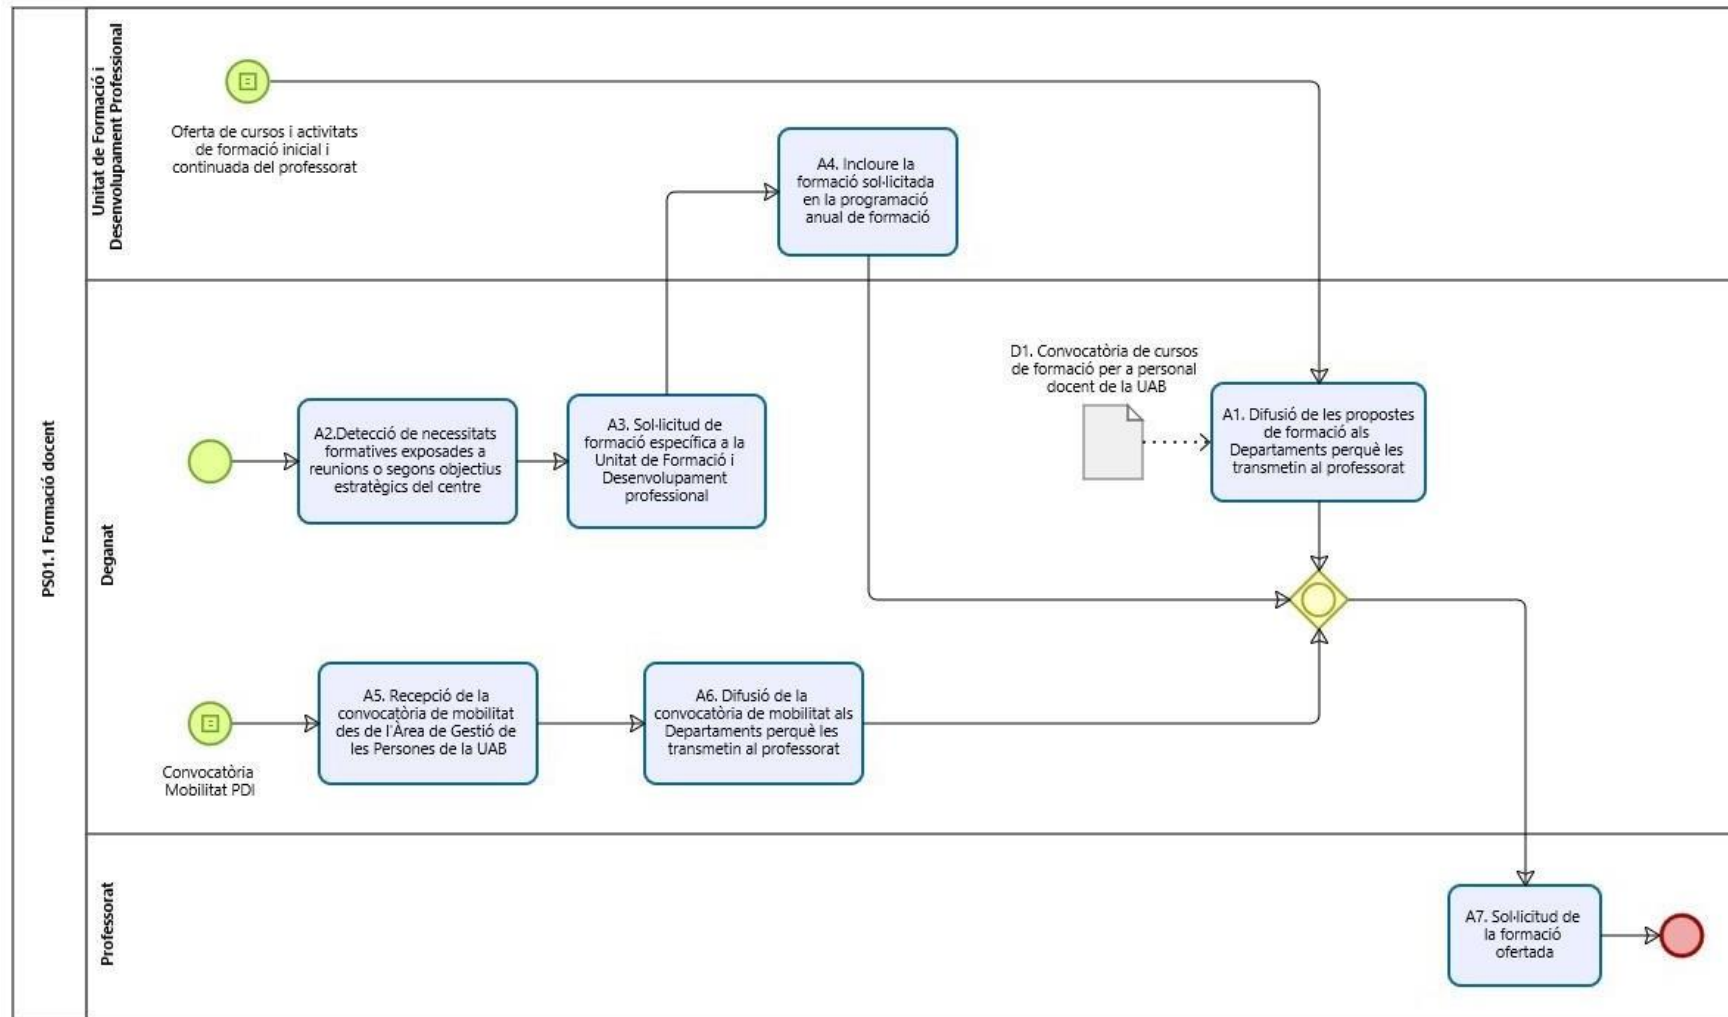 PS01.1 Formació docent
Unitat de Formació i
Desenvolupament Professional
Oferta de cursos i activitats
de formació inicial i
continuada del professorat
A4. Incloure la
formació sol·licitada
en la programació
anual de formació
Deganat
A2.Detecció de necessitats
formatives exposades a
reunions o segons objectius
estratègics del centre
A3. Sol·licitud de
formació específica a la
Unitat de Formació i
Desenvolupament
professional
D1. Convocatòria de cursos
de formació per a personal
docent de la UAB
A1. Difusió de les propostes
de formació als
Departaments perquè les
transmetin al professorat
Convocatòria
Mobilitat PDI
A5. Recepció de la
convocatòria de mobilitat
des de l'Àrea de Gestió de
les Persones de la UAB
A6. Difusió de la
convocatòria de mobilitat als
Departaments perquè les
transmetin al professorat
Professorat
A7. Sol·licitud de
la formació
ofertada